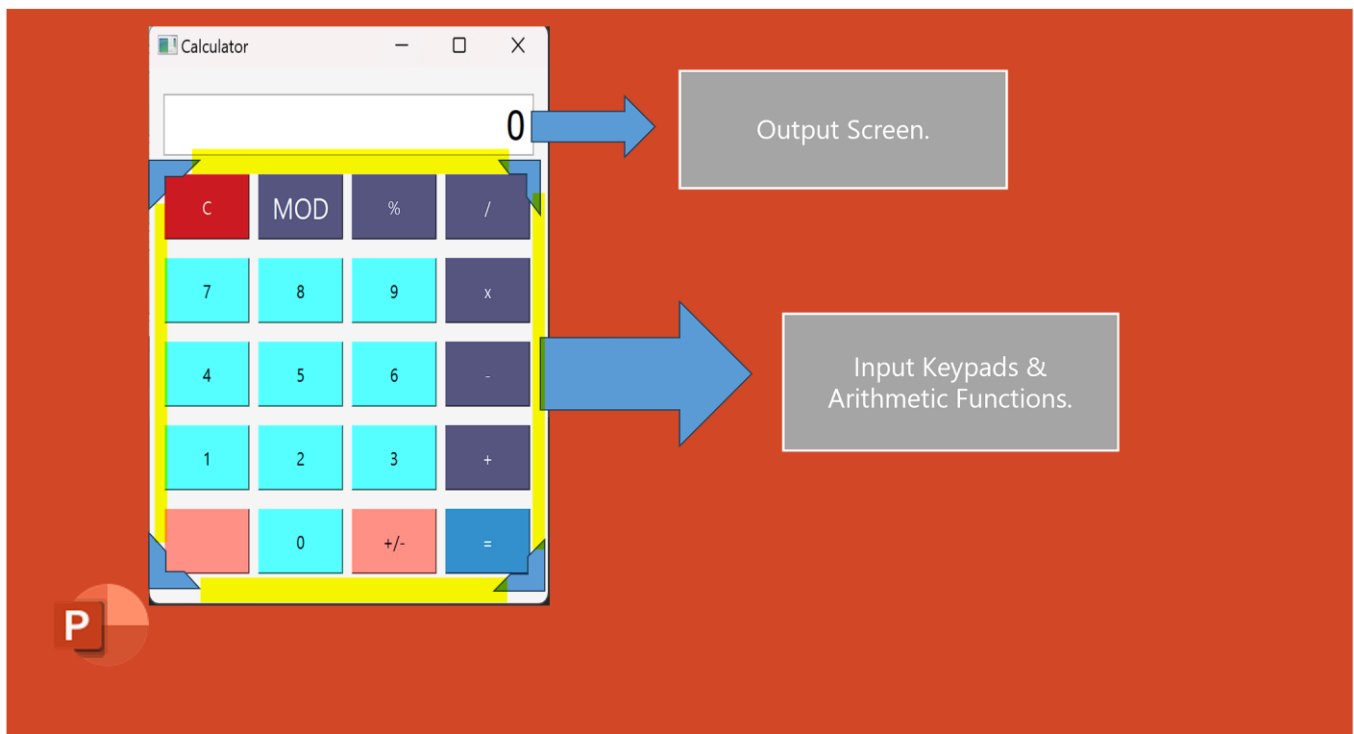 Calculator
0
Output Screen.
C MOD % /
7 8 9 x
4 5 6 -
Input Keypads &
Arithmetic Functions.
1 2 3 +
0 +/- =
P